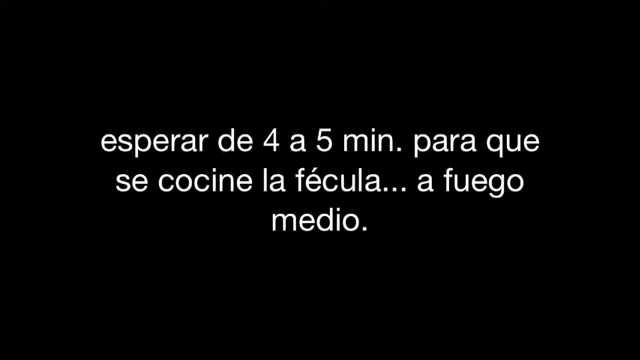 esperar de 4 a 5 min. para que
se cocine la fécula... a fuego
medio.